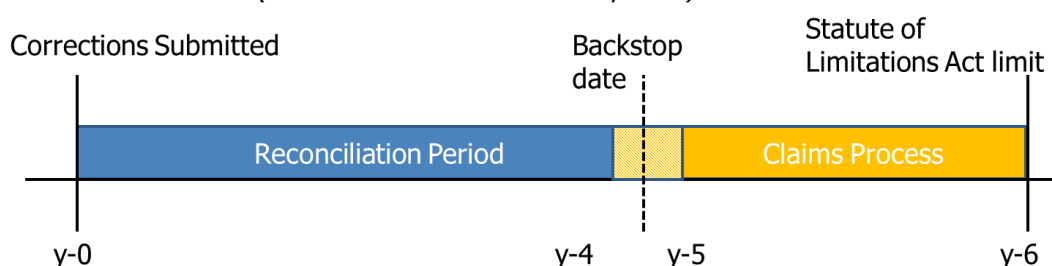 Corrections Submitted
Backstop
date
Statute of
Limitations Act limit
Reconciliation Period
Claims Process
y-0
y-4
y-5
y-6